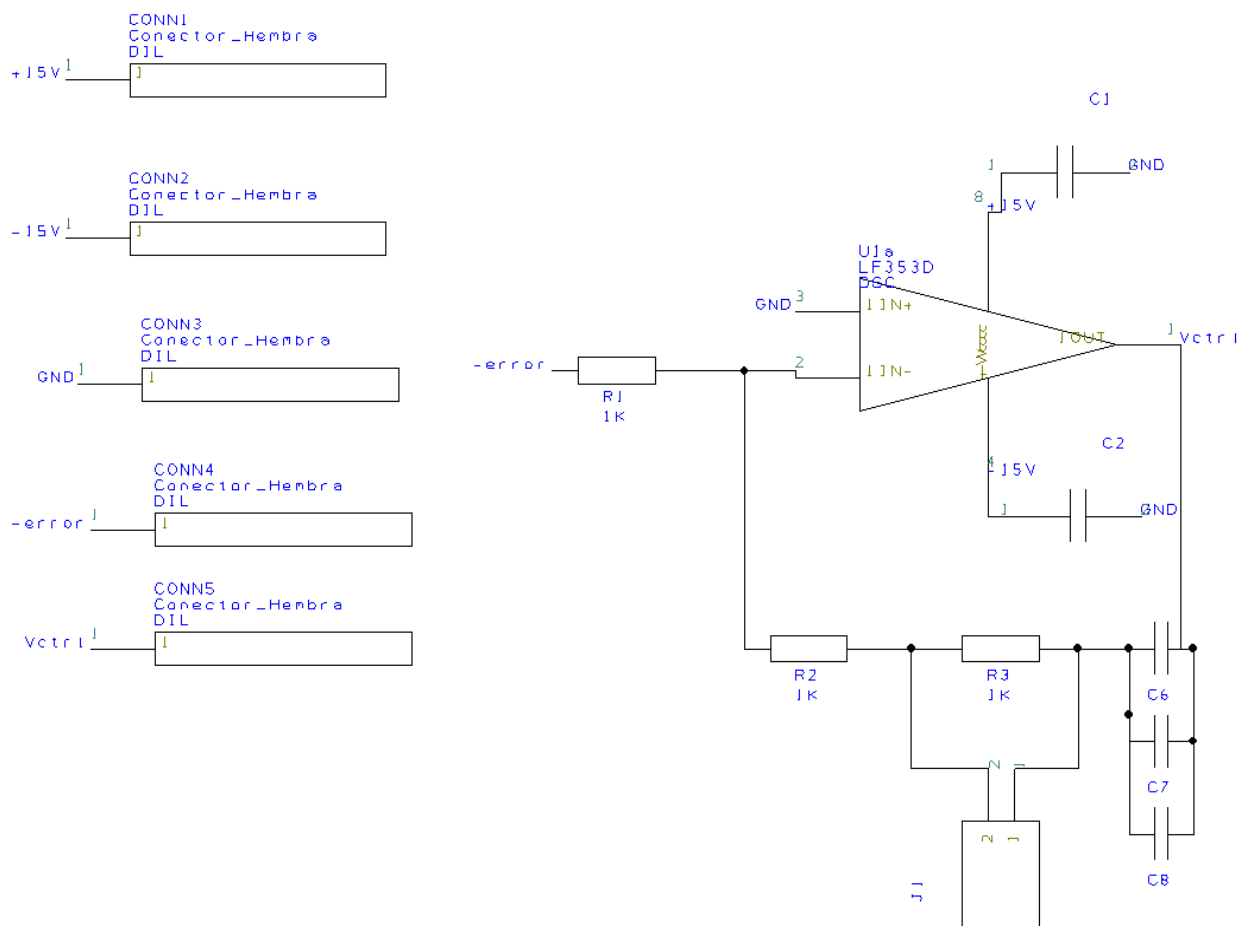 CONN1
Conector_Hembra
DIL
+15V 1
1
CONN2
Conector_Hembra
DIL
-15V 1
1
CONN3
Conector_Hembra
DIL
GND 1
1
CONN4
Conector_Hembra
DIL
-error 1
1
CONN5
Conector_Hembra
DIL
Vctrl 1
1
C1
1
GND
8
+15V
U1a
LF353D
DGC
GND 3
1IN+
1OUT
1
Vctrl
-error
2
1IN-
R1
1K
C2
4
-15V
1
GND
R2
1K
R3
1K
C6
C7
C8
2 1
2 1
J1